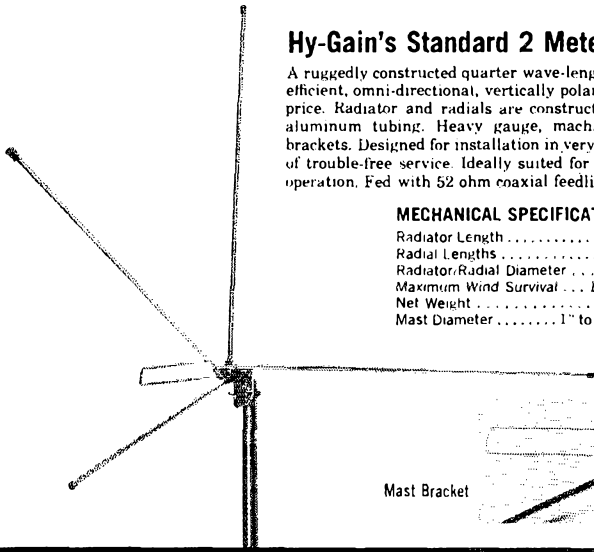 Hy-Gain's Standard 2 Mete
A ruggedly constructed quarter wave-leng
efficient, omni-directional, vertically polar
price. Radiator and radials are construct
aluminum tubing. Heavy gauge, mach
brackets. Designed for installation in very
of trouble-free service. Ideally suited for
operation. Fed with 52 ohm coaxial feedli
MECHANICAL SPECIFICAT
Radiator Length ..........
Radial Lengths ..........
Radiator/Radial Diameter ...
Maximum Wind Survival ...
Net Weight ............
Mast Diameter ........ 1" to
Mast Bracket